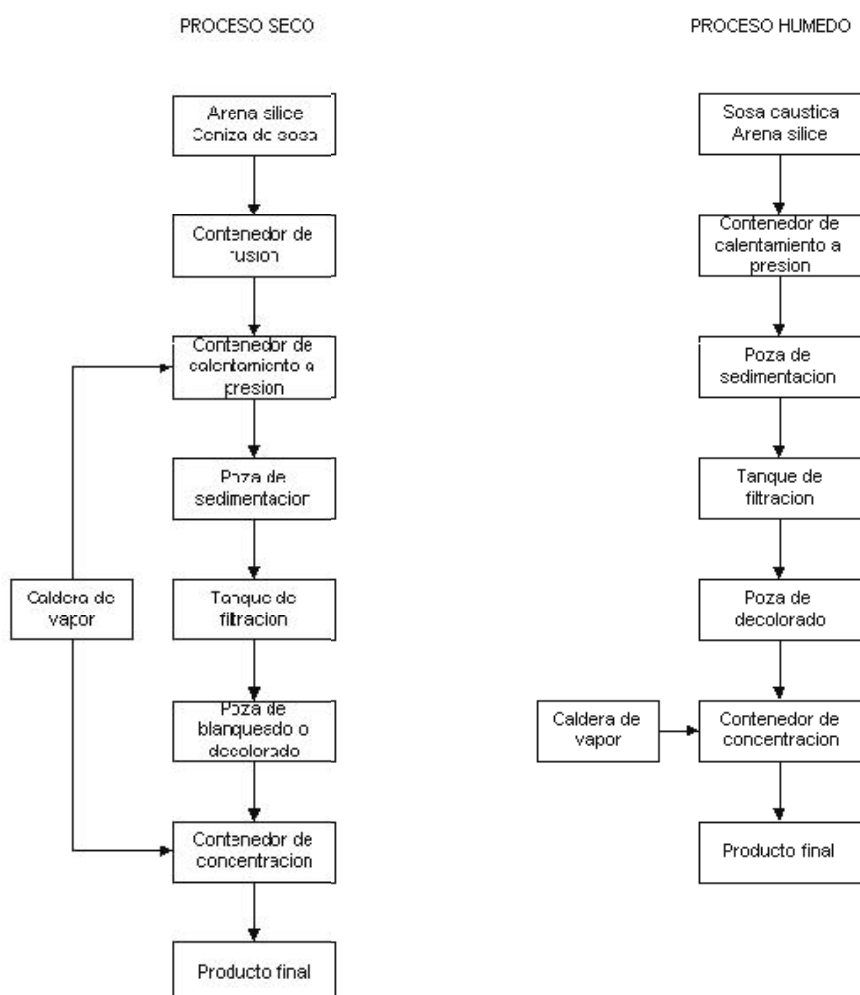 PROCESO SECO
Arena silice
Ceniza de sosa
Contenedor de
fusion
Contenedor de
calentamiento a
presion
Poza de
sedimentacion
Caldera de
vapor
Tanque de
filtracion
Poza de
blanqueado o
decolorado
Contenedor de
concentracion
Producto final
PROCESO HUMEDO
Sosa caustica
Arena silice
Contenedor de
calentamiento a
presion
Poza de
sedimentacion
Tanque de
filtracion
Poza de
decolorado
Caldera de
vapor
Contenedor de
concentracion
Producto final